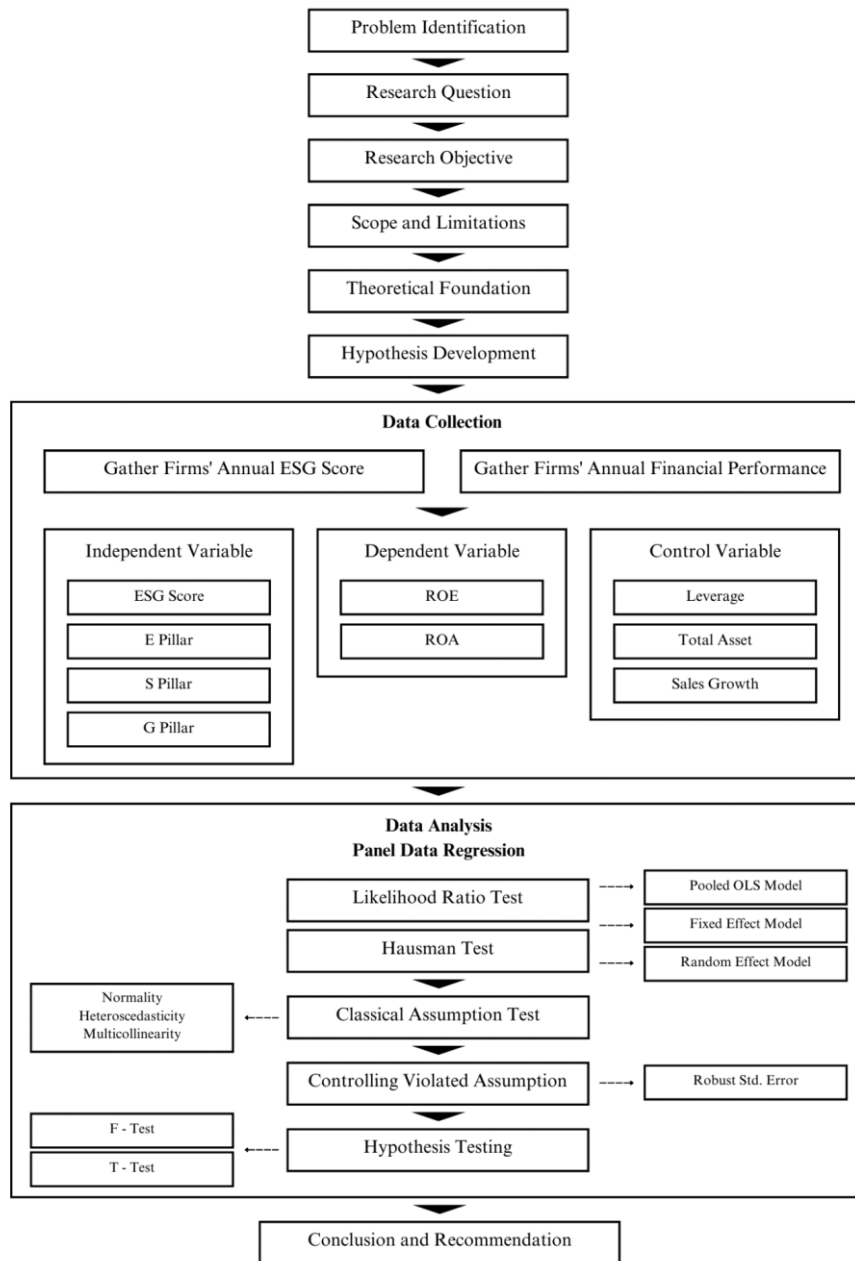 Problem Identification
Research Question
Research Objective
Scope and Limitations
Theoretical Foundation
Hypothesis Development
Data Collection
Gather Firms' Annual ESG Score
Gather Firms' Annual Financial Performance
Independent Variable
ESG Score
E Pillar
S Pillar
G Pillar
Dependent Variable
ROE
ROA
Control Variable
Leverage
Total Asset
Sales Growth
Data Analysis
Panel Data Regression
Likelihood Ratio Test
Pooled OLS Model
Fixed Effect Model
Hausman Test
Random Effect Model
Normality
Heteroscedasticity
Multicollinearity
Classical Assumption Test
Controlling Violated Assumption
Robust Std. Error
F - Test
T - Test
Hypothesis Testing
Conclusion and Recommendation